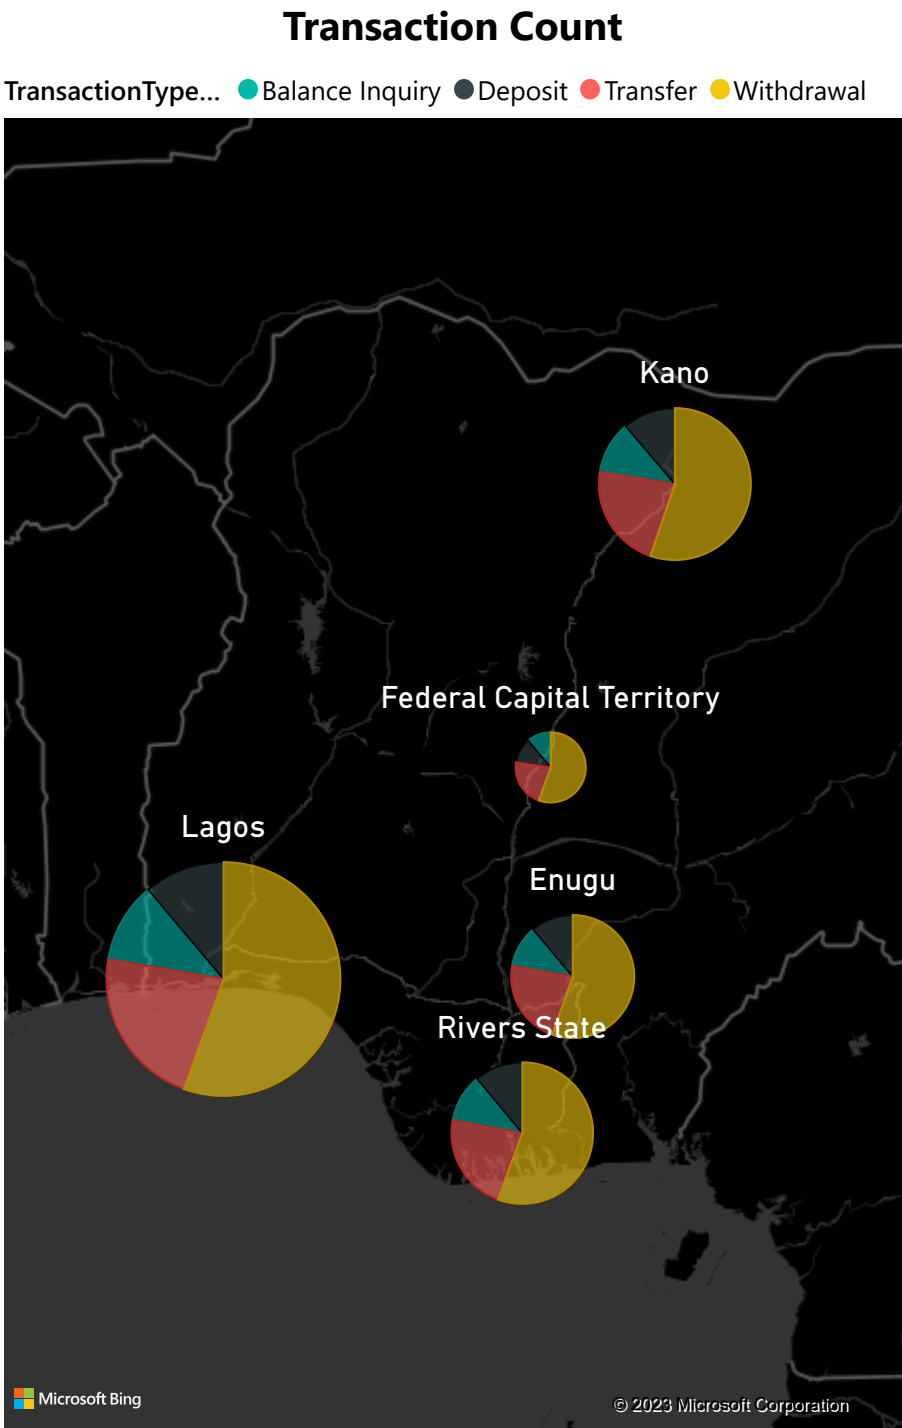 Transaction Count
TransactionType... Balance Inquiry Deposit Transfer Withdrawal
Kano
Federal Capital Territory
Lagos
Enugu
Rivers State
Microsoft Bing
© 2023 Microsoft Corporation